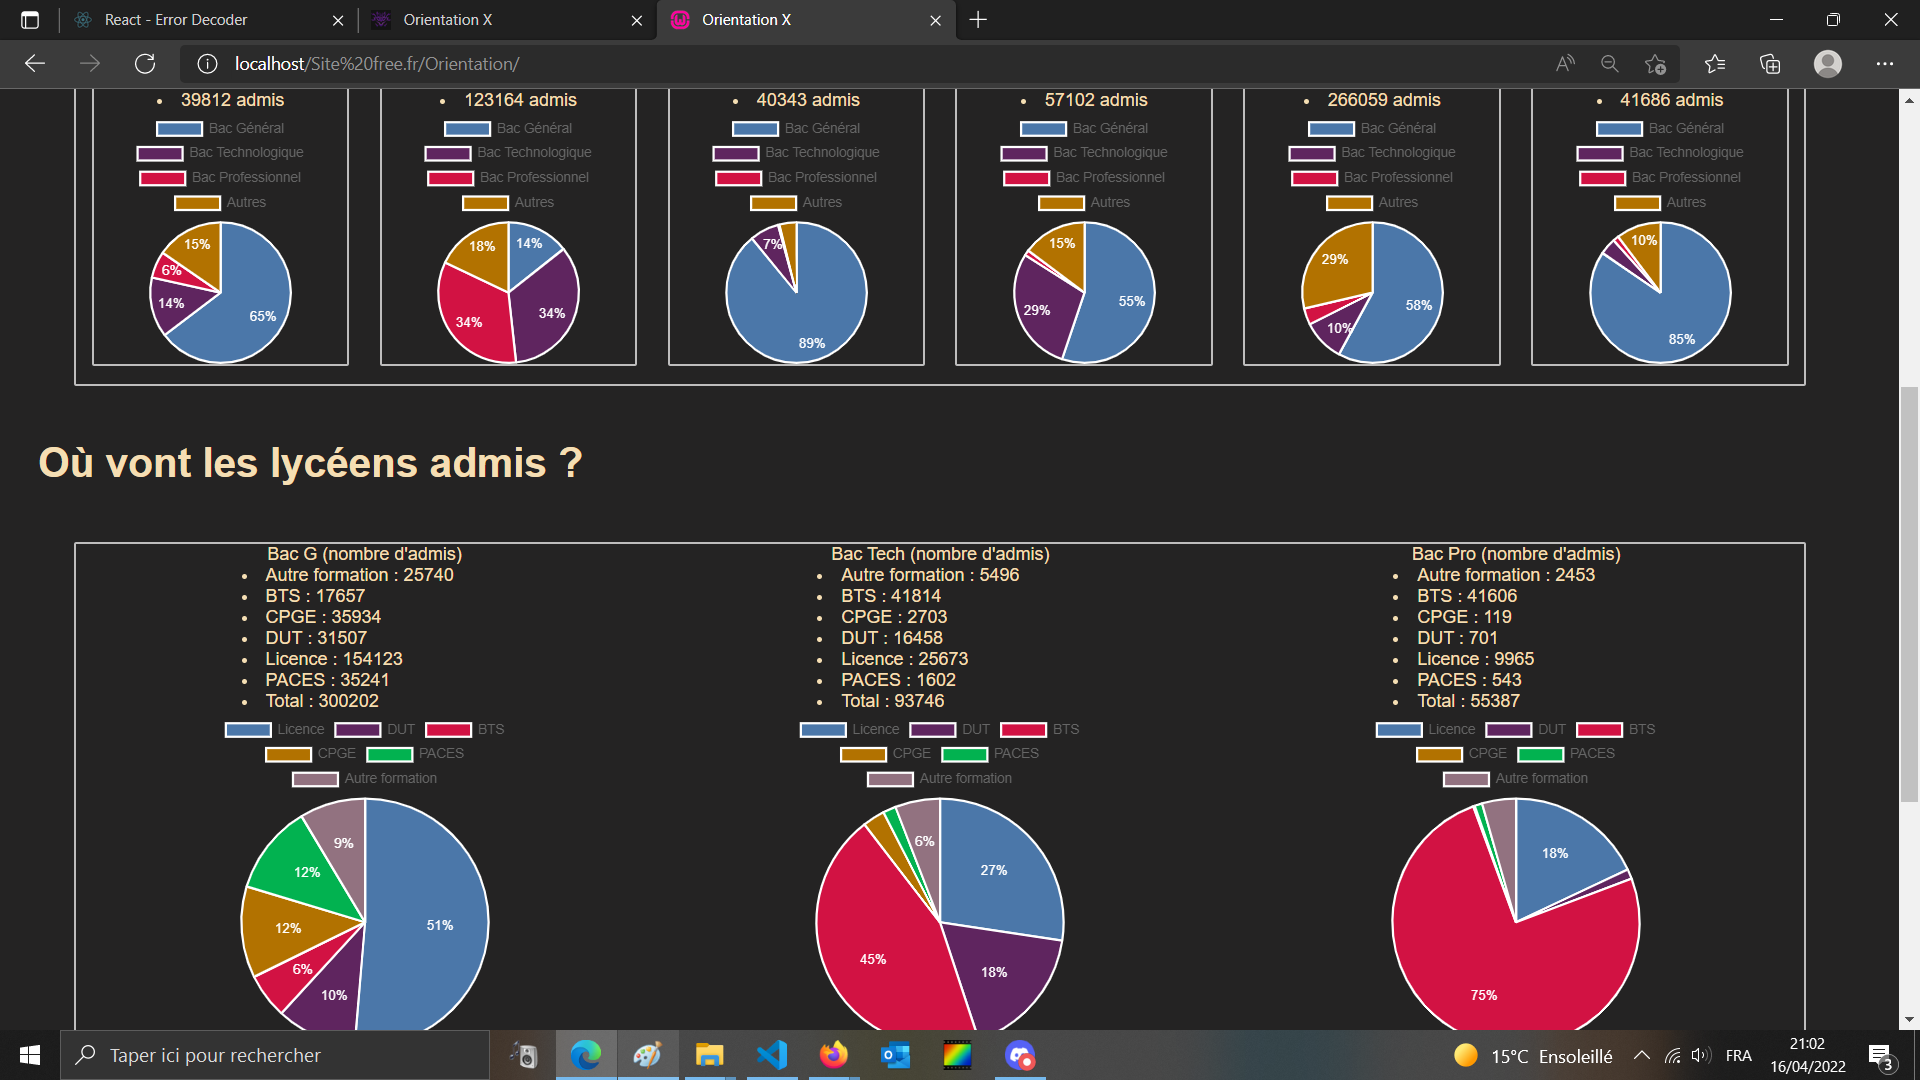 React - Error Decoder
Orientation X
Orientation X
localhost/Site%20free.fr/Orientation/
39812 admis
Bac Général
Bac Technologique
Bac Professionnel
Autres
15%
6%
14%
65%
123164 admis
Bac Général
Bac Technologique
Bac Professionnel
Autres
18%
14%
34%
34%
40343 admis
Bac Général
Bac Technologique
Bac Professionnel
Autres
7%
89%
57102 admis
Bac Général
Bac Technologique
Bac Professionnel
Autres
15%
29%
55%
266059 admis
Bac Général
Bac Technologique
Bac Professionnel
Autres
29%
10%
58%
41686 admis
Bac Général
Bac Technologique
Bac Professionnel
Autres
10%
85%
Où vont les lycéens admis ?
Bac G (nombre d'admis)
Autre formation : 25740
BTS : 17657
CPGE : 35934
DUT : 31507
Licence : 154123
PACES : 35241
Total : 300202
Licence DUT BTS
CPGE PACES
Autre formation
9%
12%
12%
51%
6%
10%
Bac Tech (nombre d'admis)
Autre formation : 5496
BTS : 41814
CPGE : 2703
DUT : 16458
Licence : 25673
PACES : 1602
Total : 93746
Licence DUT BTS
CPGE PACES
Autre formation
6%
27%
45%
18%
Bac Pro (nombre d'admis)
Autre formation : 2453
BTS : 41606
CPGE : 119
DUT : 701
Licence : 9965
PACES : 543
Total : 55387
Licence DUT BTS
CPGE PACES
Autre formation
18%
75%
Taper ici pour rechercher
15°C Ensoleillé
FRA
21:02
16/04/2022
3